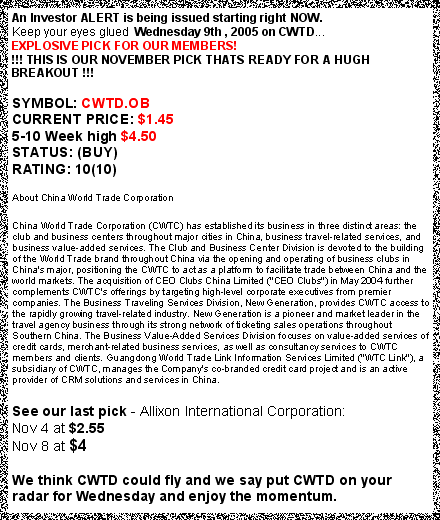 An Investor ALERT is being issued starting right NOW.
Keep your eyes glued Wednesday 9th, 2005 on CWTD...
EXPLOSIVE PICK FOR OUR MEMBERS!
!!! THIS IS OUR NOVEMBER PICK THATS READY FOR A HUGH
BREAKOUT !!!
SYMBOL: CWTD.OB
CURRENT PRICE: $1.45
5-10 Week high $4.50
STATUS: (BUY)
RATING: 10(10)
About China World Trade Corporation
China World Trade Corporation (CWTC) has established its business in three distinct areas: the
club and business centers throughout major cities in China, business travel-related services, and
business value-added services. The Club and Business Center Division is devoted to the building
of the World Trade brand throughout China via the opening and operating of business clubs in
China's major, positioning the CWTC to act as a platform to facilitate trade between China and the
world markets. The acquisition of CEO Clubs China Limited ("CEO Clubs") in May 2004 further
complements CWTC's offerings by targeting high-level corporate executives from premier
companies. The Business Traveling Services Division, New Generation, provides CWTC access to
the rapidly growing travel-related industry. New Generation is a pioneer and market leader in the
travel agency business through its strong network of ticketing sales operations throughout
Southern China. The Business Value-Added Services Division focuses on value-added services of
credit cards, merchant-related business services, as well as consultancy services to CWTC
members and clients. Guangdong World Trade Link Information Services Limited ("WTC Link"), a
subsidiary of CWTC, manages the Company's co-branded credit card project and is an active
provider of CRM solutions and services in China.
See our last pick - Allixon International Corporation:
Nov 4 at $2.55
Nov 8 at $4
We think CWTD could fly and we say put CWTD on your
radar for Wednesday and enjoy the momentum.